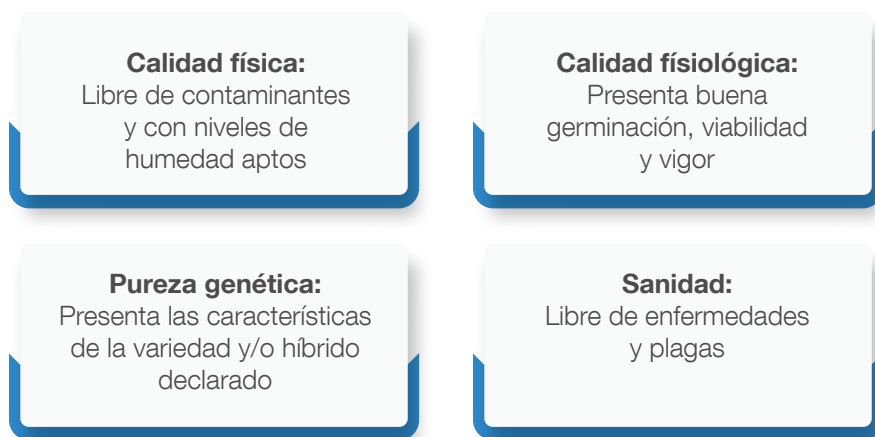 Calidad física:
Libre de contaminantes
y con niveles de
humedad aptos
Calidad físiológica:
Presenta buena
germinación, viabilidad
y vigor
Pureza genética:
Presenta las características
de la variedad y/o híbrido
declarado
Sanidad:
Libre de enfermedades
y plagas